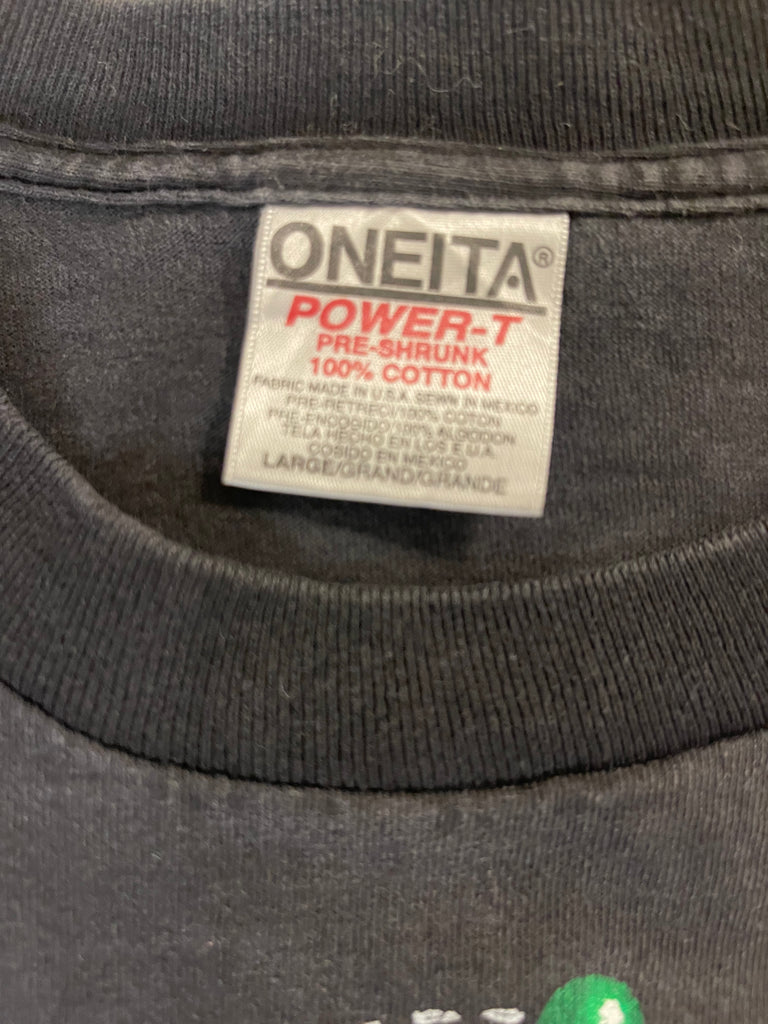 ONEITA®
POWER-T
PRE-SHRUNK
100% COTTON
FABRIC MADE IN U.S.A. SEWN IN MEXICO
PRE-RETRECI/100% COTON
PRE-ENCOGIDO/100% ALGODON
TELA HECHO EN LOS E.U.A.
COSIDO EN MEXICO
LARGE/GRAND/GRANDE